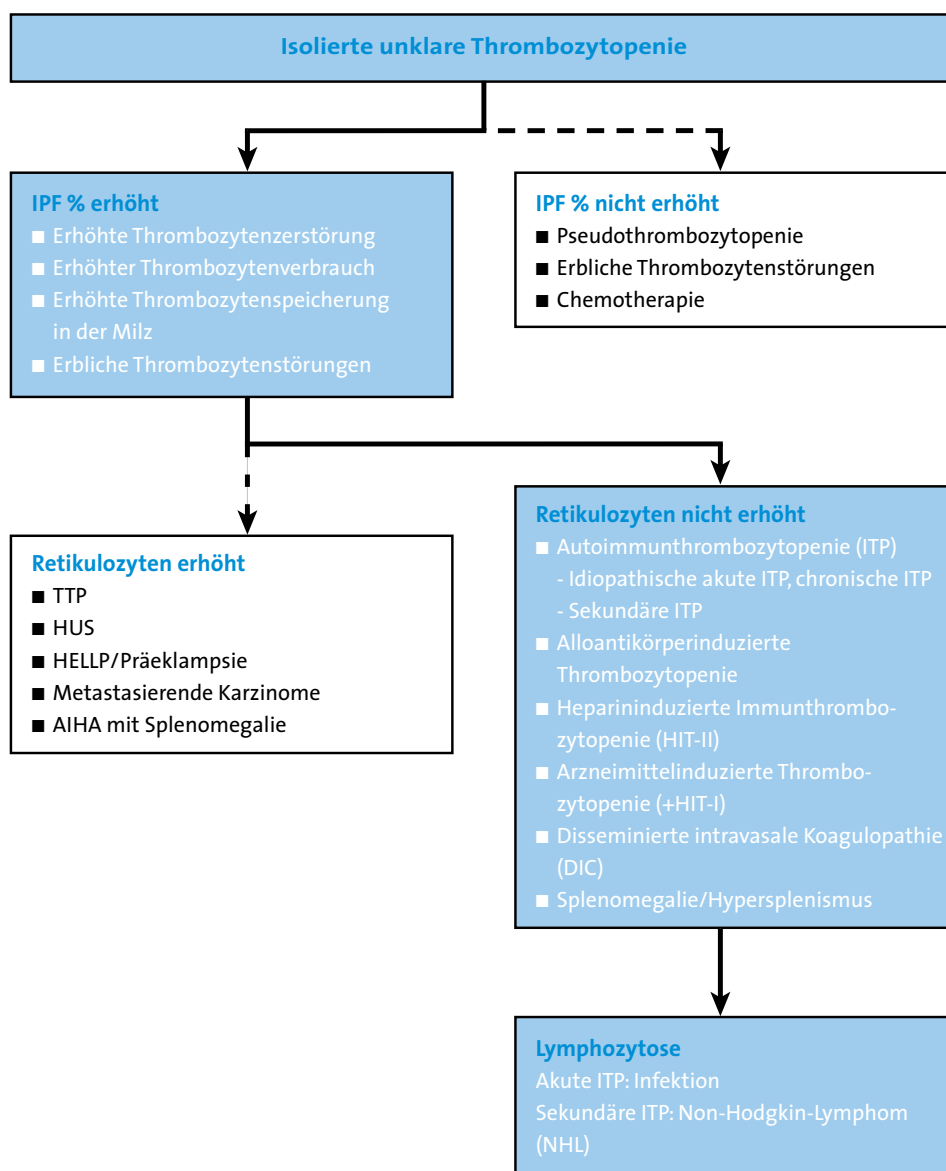 Isolierte unklare Thrombozytopenie
IPF % erhöht
■ Erhöhte Thrombozytenzerstörung
■ Erhöhter Thrombozytenverbrauch
■ Erhöhte Thrombozytenspeicherung
in der Milz
■ Erbliche Thrombozytenstörungen
IPF % nicht erhöht
■ Pseudothrombozytopenie
■ Erbliche Thrombozytenstörungen
■ Chemotherapie
Retikulozyten erhöht
■ TTP
■ HUS
■ HELLP/Präeklampsie
■ Metastasierende Karzinome
■ AIHA mit Splenomegalie
Retikulozyten nicht erhöht
■ Autoimmunthrombozytopenie (ITP)
- Idiopathische akute ITP, chronische ITP
- Sekundäre ITP
■ Alloantikörperinduzierte
Thrombozytopenie
■ Heparininduzierte Immunthrombo-
zytopenie (HIT-II)
■ Arzneimittelinduzierte Thrombo-
zytopenie (+HIT-I)
■ Disseminierte intravasale Koagulopathie
(DIC)
■ Splenomegalie/Hypersplenismus
Lymphozytose
Akute ITP: Infektion
Sekundäre ITP: Non-Hodgkin-Lymphom
(NHL)